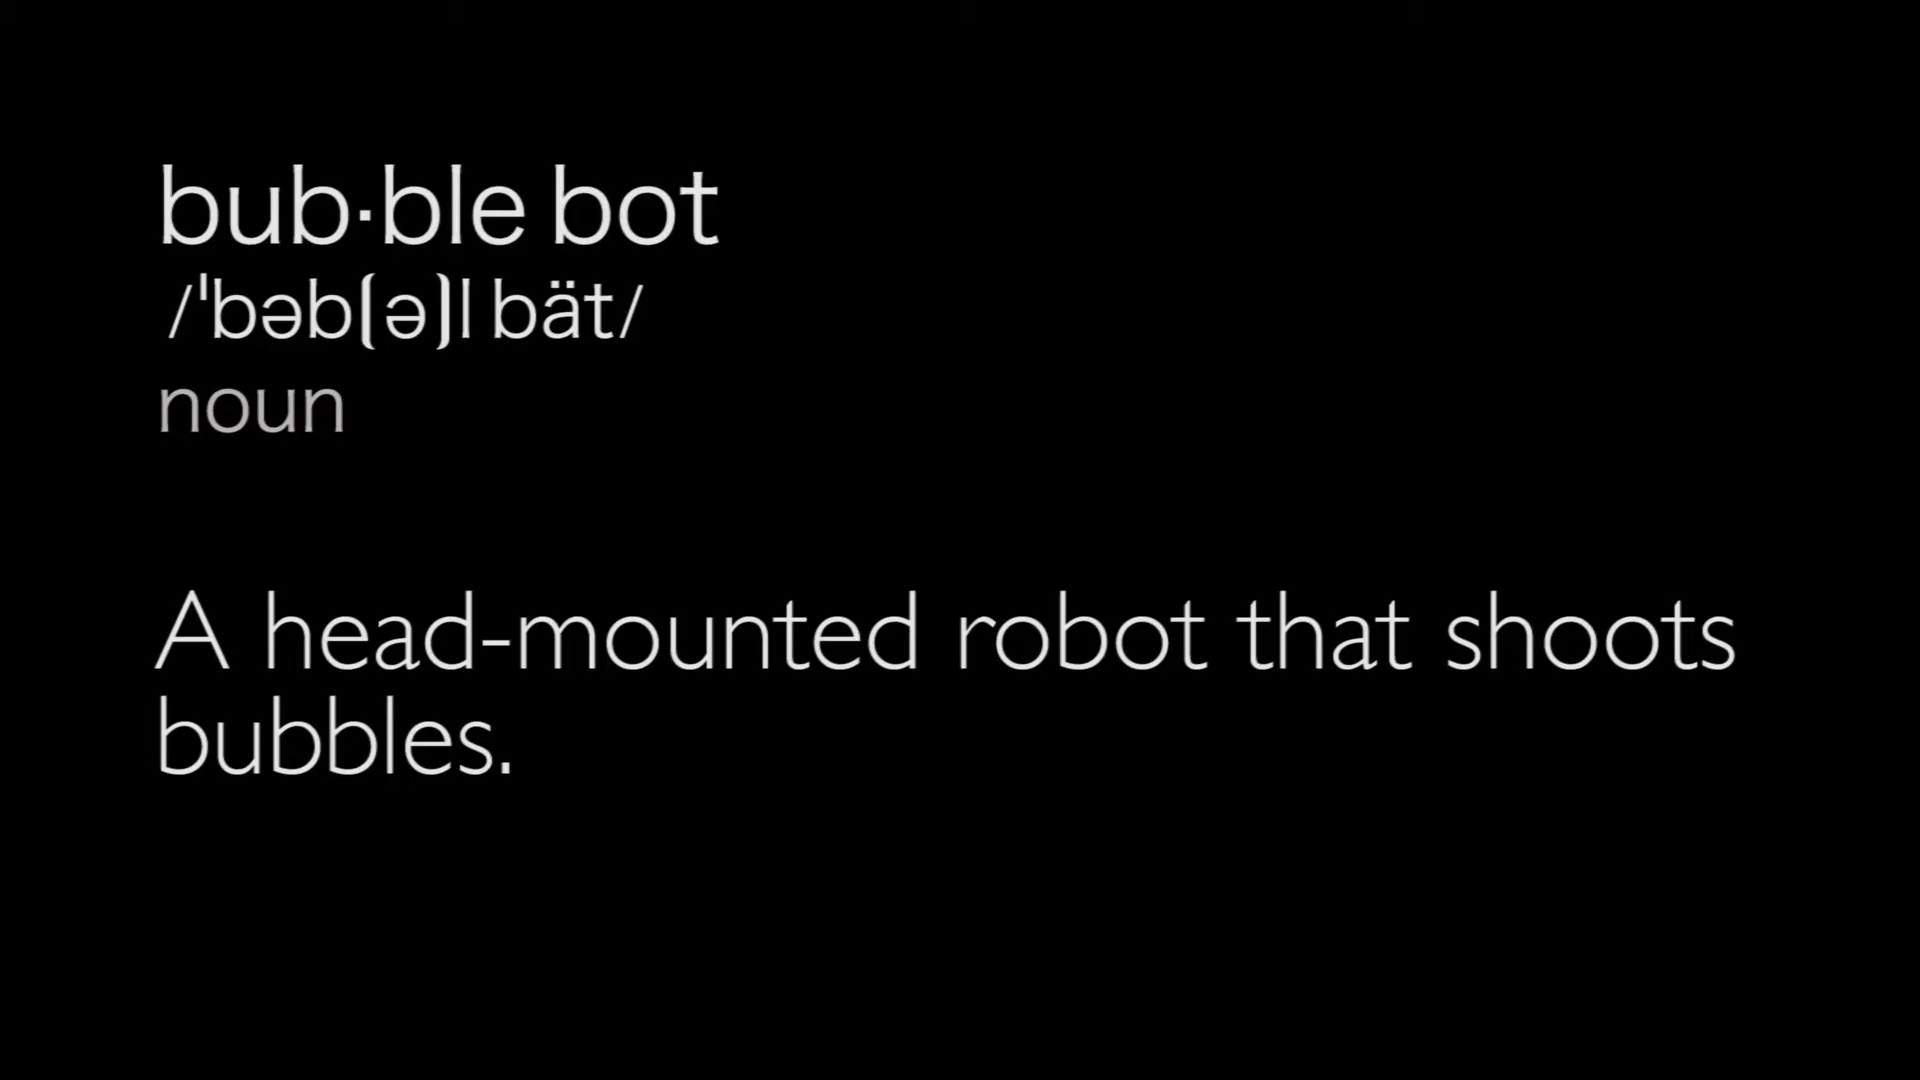 bub·ble bot
/ˈbəb(ə)l bät/
noun
A head-mounted robot that shoots
bubbles.